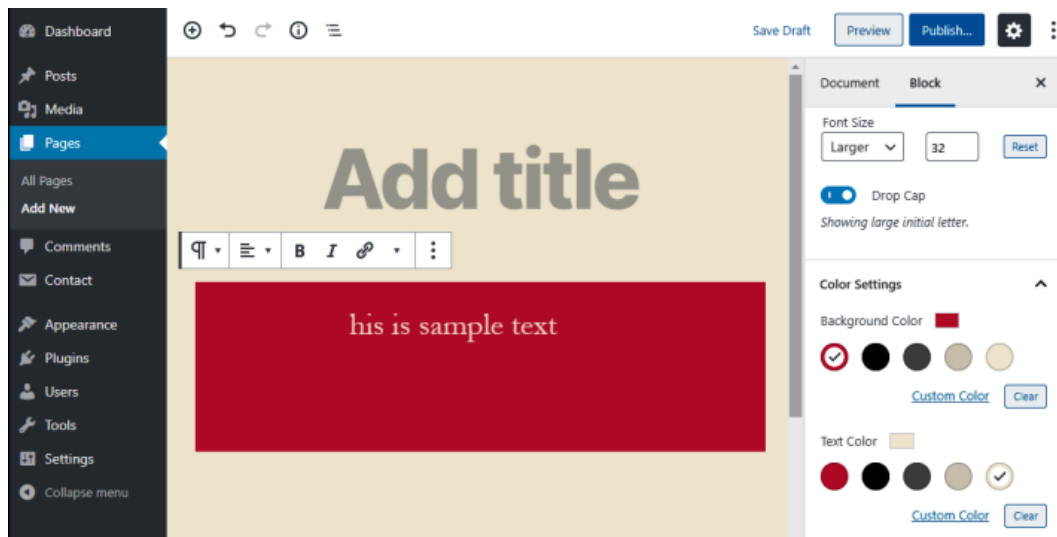 Dashboard
Posts
Media
Pages
All Pages
Add New
Comments
Contact
Appearance
Plugins
Users
Tools
Settings
Collapse menu
Save Draft
Preview
Publish...
Add title
B I
his is sample text
Document Block
Font Size
Larger 32 Reset
Drop Cap
Showing large initial letter.
Color Settings
Background Color
Custom Color Clear
Text Color
Custom Color Clear